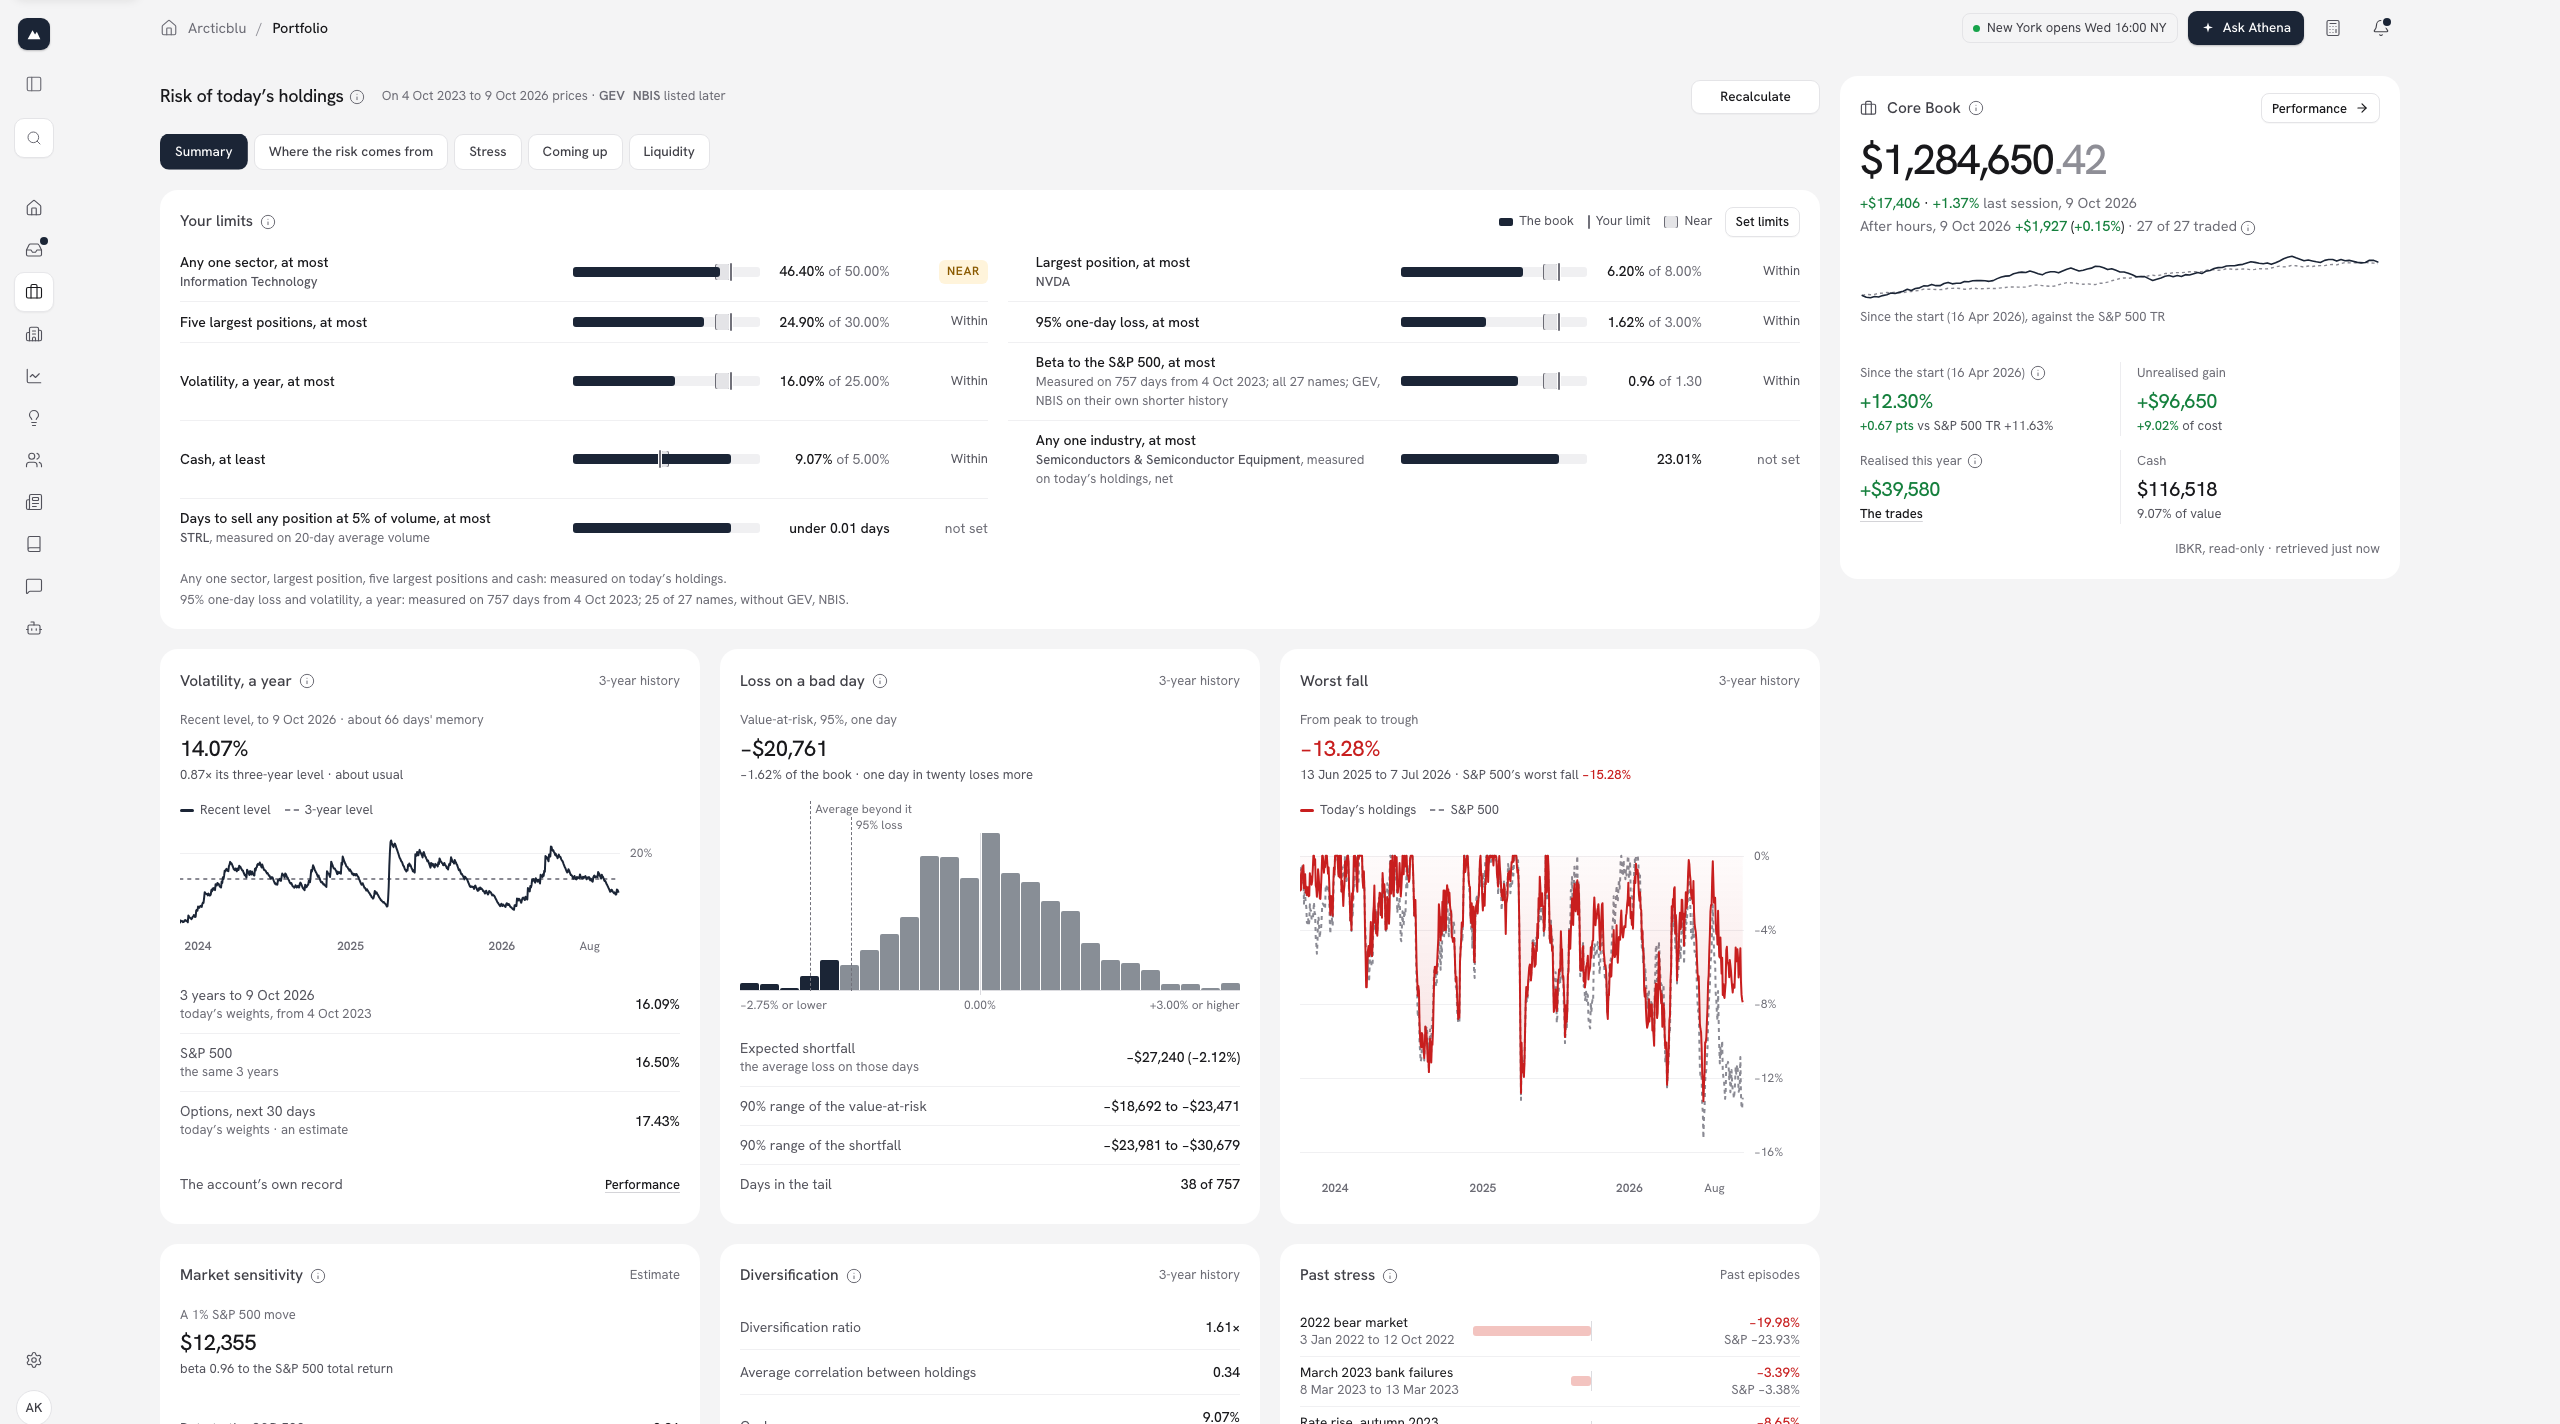 Arcticblu / Portfolio
New York opens Wed 16:00 NY
Ask Athena
Risk of today’s holdings
On 4 Oct 2023 to 9 Oct 2026 prices · GEV NBIS listed later
Recalculate
Summary
Where the risk comes from
Stress
Coming up
Liquidity
Your limits
The book
Your limit
Near
Set limits
Any one sector, at most
Information Technology
46.40% of 50.00%
NEAR
Largest position, at most
NVDA
6.20% of 8.00%
Within
Five largest positions, at most
24.90% of 30.00%
Within
95% one-day loss, at most
1.62% of 3.00%
Within
Volatility, a year, at most
16.09% of 25.00%
Within
Beta to the S&P 500, at most
Measured on 757 days from 4 Oct 2023; all 27 names; GEV,
NBIS on their own shorter history
0.96 of 1.30
Within
Cash, at least
9.07% of 5.00%
Within
Any one industry, at most
Semiconductors & Semiconductor Equipment, measured
on today’s holdings, net
23.01%
not set
Days to sell any position at 5% of volume, at most
STRL, measured on 20-day average volume
under 0.01 days
not set
Any one sector, largest position, five largest positions and cash: measured on today’s holdings.
95% one-day loss and volatility, a year: measured on 757 days from 4 Oct 2023; 25 of 27 names, without GEV, NBIS.
Core Book
Performance
$1,284,650.42
+$17,406 · +1.37% last session, 9 Oct 2026
After hours, 9 Oct 2026 +$1,927 (+0.15%) · 27 of 27 traded
Since the start (16 Apr 2026), against the S&P 500 TR
Since the start (16 Apr 2026)
+12.30%
+0.67 pts vs S&P 500 TR +11.63%
Unrealised gain
+$96,650
+9.02% of cost
Realised this year
+$39,580
The trades
Cash
$116,518
9.07% of value
IBKR, read-only · retrieved just now
Volatility, a year
3-year history
Recent level, to 9 Oct 2026 · about 66 days' memory
14.07%
0.87× its three-year level · about usual
Recent level
3-year level
20%
2024
2025
2026
Aug
3 years to 9 Oct 2026
today’s weights, from 4 Oct 2023
16.09%
S&P 500
the same 3 years
16.50%
Options, next 30 days
today’s weights · an estimate
17.43%
The account’s own record
Performance
Loss on a bad day
3-year history
Value-at-risk, 95%, one day
−$20,761
−1.62% of the book · one day in twenty loses more
Average beyond it
95% loss
−2.75% or lower
0.00%
+3.00% or higher
Expected shortfall
the average loss on those days
−$27,240 (−2.12%)
90% range of the value-at-risk
−$18,692 to −$23,471
90% range of the shortfall
−$23,981 to −$30,679
Days in the tail
38 of 757
Worst fall
3-year history
From peak to trough
−13.28%
13 Jun 2025 to 7 Jul 2026 · S&P 500’s worst fall −15.28%
Today’s holdings
S&P 500
0%
−4%
−8%
−12%
−16%
2024
2025
2026
Aug
Market sensitivity
Estimate
A 1% S&P 500 move
$12,355
beta 0.96 to the S&P 500 total return
Diversification
3-year history
Diversification ratio
1.61×
Average correlation between holdings
0.34
9.07%
Past stress
Past episodes
2022 bear market
3 Jan 2022 to 12 Oct 2022
−19.98%
S&P −23.93%
March 2023 bank failures
8 Mar 2023 to 13 Mar 2023
−3.39%
S&P −3.38%
Rate rise, autumn 2023
−8.65%
AK